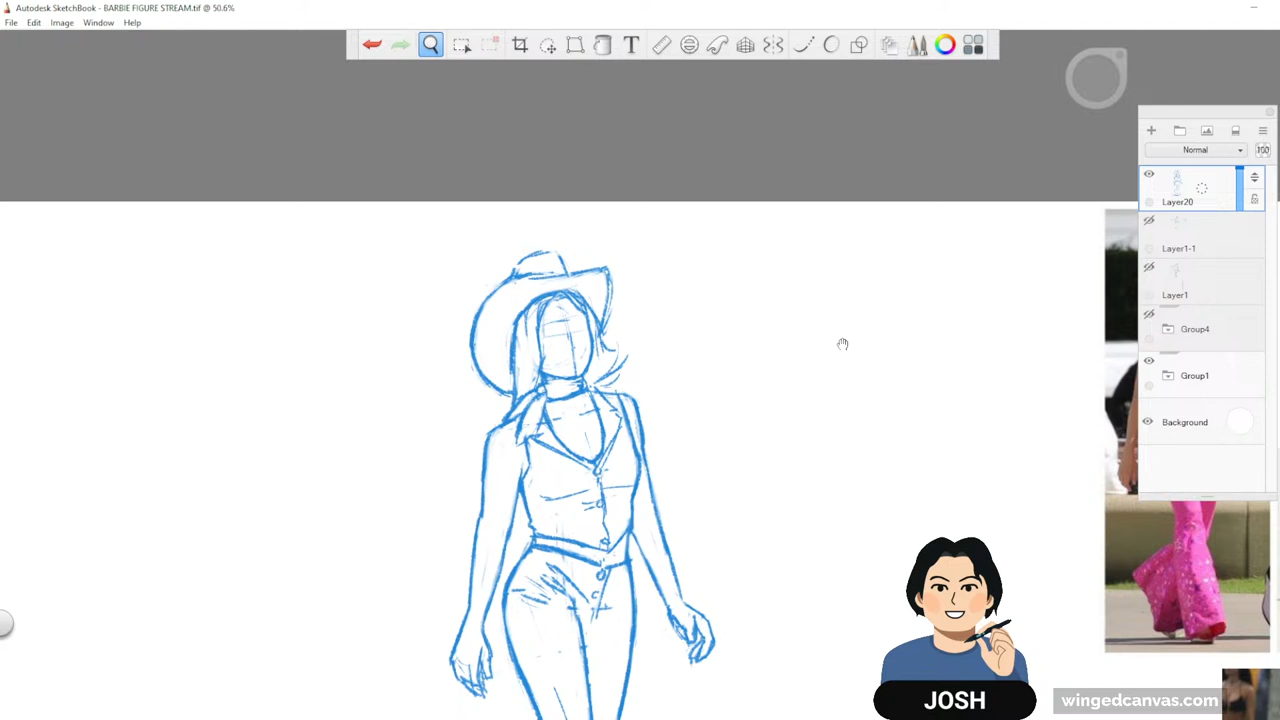 Autodesk SketchBook - BARBIE FIGURE STREAM.tif @ 50.6%
File Edit Image Window Help
Normal 100
Layer20
Layer1-1
Layer1
Group4
Group1
Background
JOSH
wingedcanvas.com